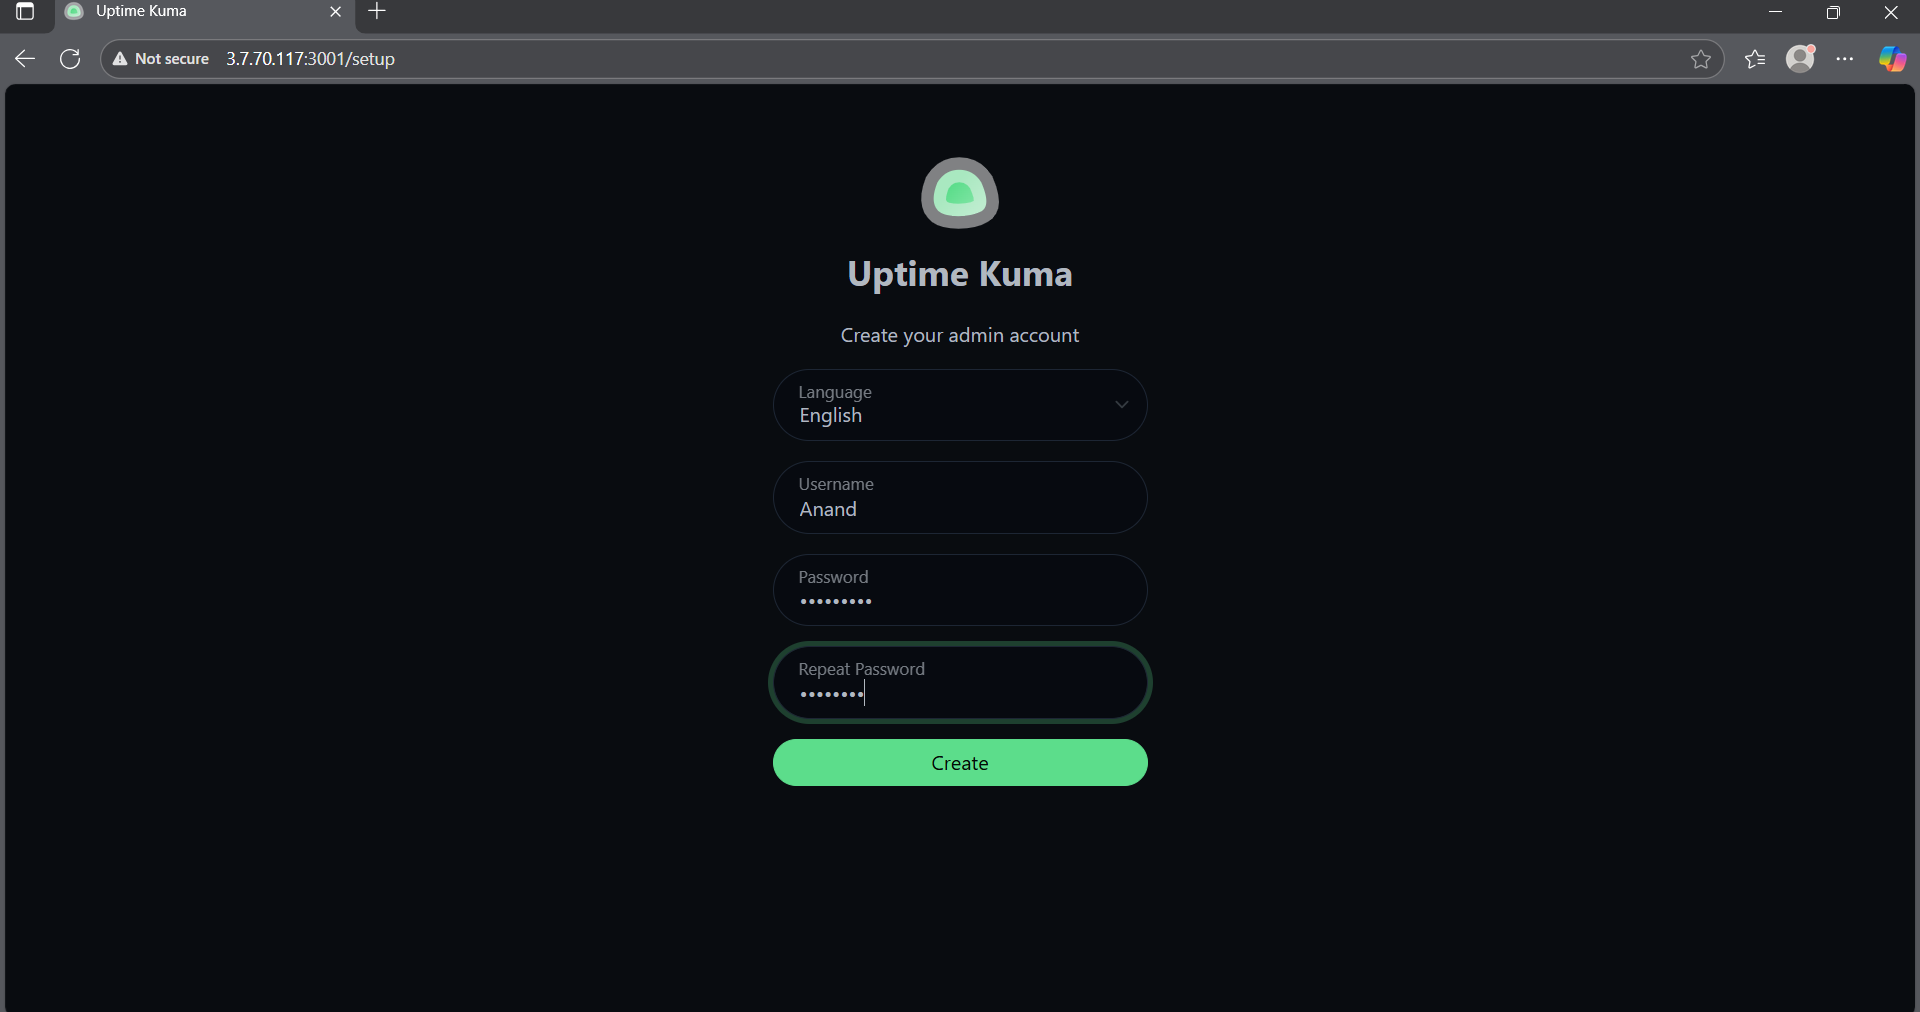 Uptime Kuma
Not secure 3.7.70.117:3001/setup
Uptime Kuma
Create your admin account
Language
English
Username
Anand
Password
•••••••••
Repeat Password
••••••••
Create